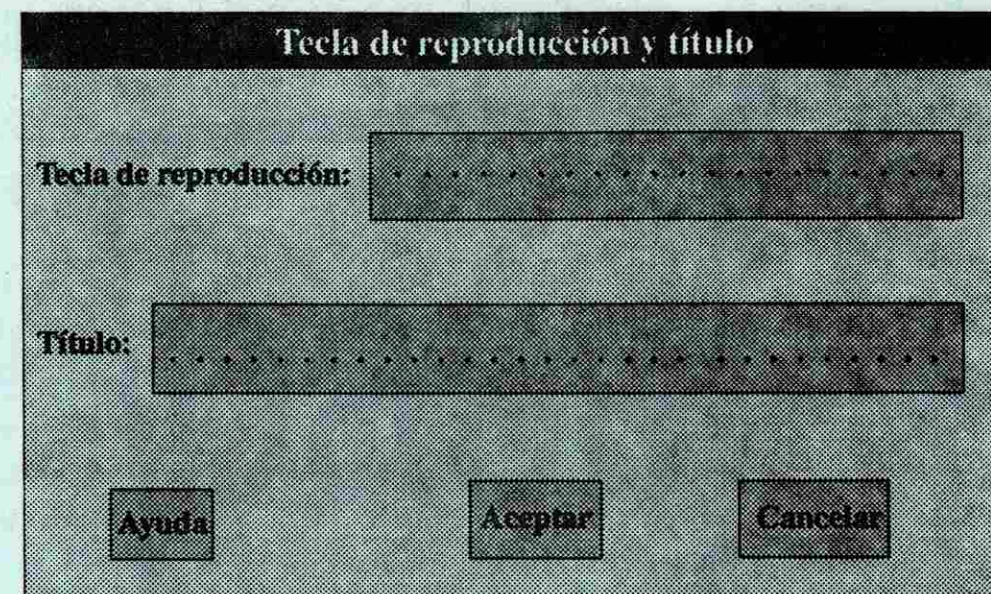 Tecla de reproducción y título
Tecla de reproducción: . . . . . . . . . . . . . . . . . . . .
Título: . . . . . . . . . . . . . . . . . . . . . . . . . . . . . .
Ayuda Aceptar Cancelar